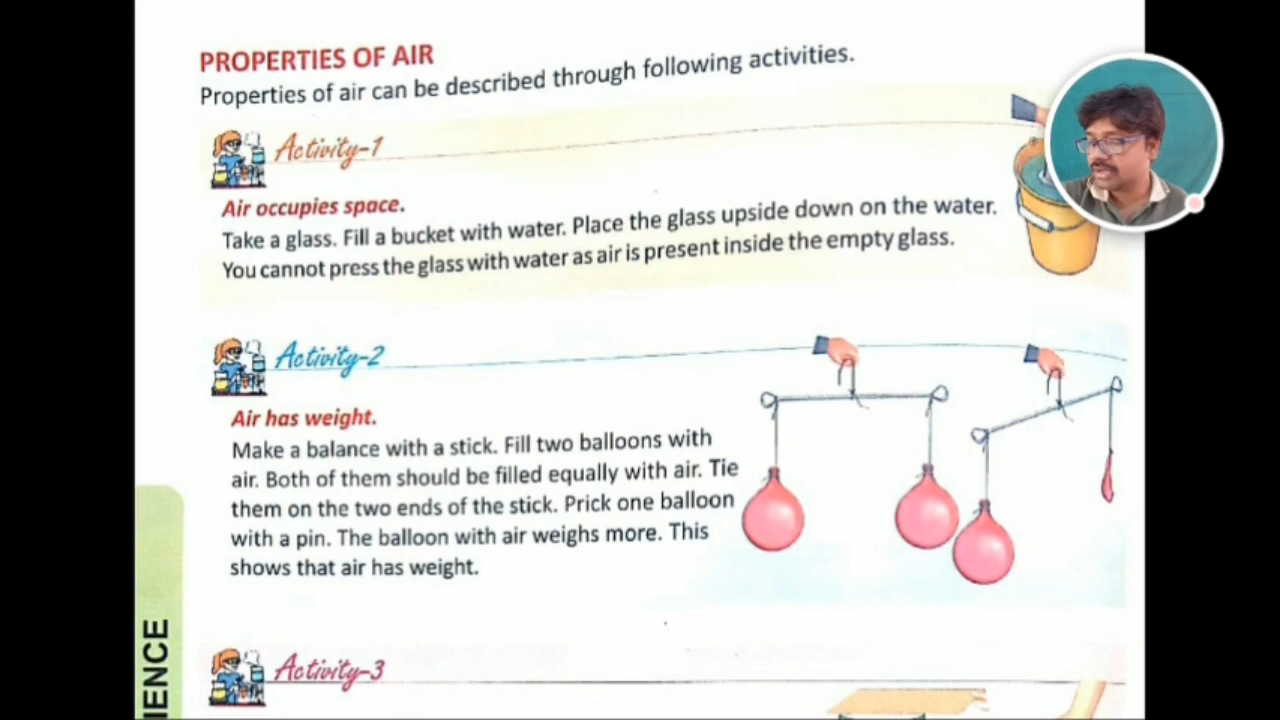 PROPERTIES OF AIR
Properties of air can be described through following activities.
Activity-1
Air occupies space.
Take a glass. Fill a bucket with water. Place the glass upside down on the water.
You cannot press the glass with water as air is present inside the empty glass.
Activity-2
Air has weight.
Make a balance with a stick. Fill two balloons with
air. Both of them should be filled equally with air. Tie
them on the two ends of the stick. Prick one balloon
with a pin. The balloon with air weighs more. This
shows that air has weight.
IENCE
Activity-3